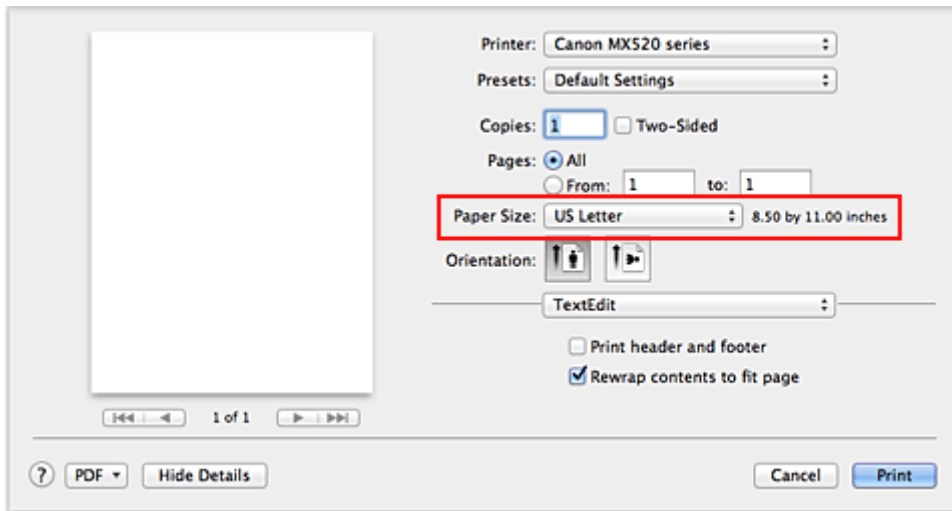 Printer: Canon MX520 series
Presets: Default Settings
Copies: 1 Two-Sided
Pages: All
From: 1 to: 1
Paper Size: US Letter 8.50 by 11.00 inches
Orientation:
TextEdit
Print header and footer
Rewrap contents to fit page
1 of 1
? PDF Hide Details Cancel Print